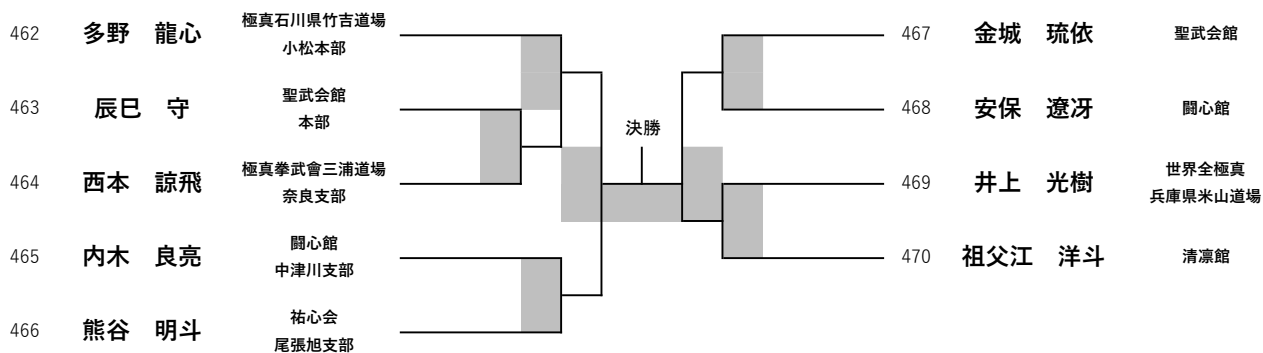 462 多野　龍心 極真石川県竹吉道場
小松本部
463 辰巳　守 聖武会館
本部
464 西本　諒飛 極真拳武會三浦道場
奈良支部
465 内木　良亮 闘心館
中津川支部
466 熊谷　明斗 祐心会
尾張旭支部
決勝
467 金城　琉依 聖武会館
468 安保　遼冴 闘心館
469 井上　光樹 世界全極真
兵庫県米山道場
470 祖父江　洋斗 清凛館